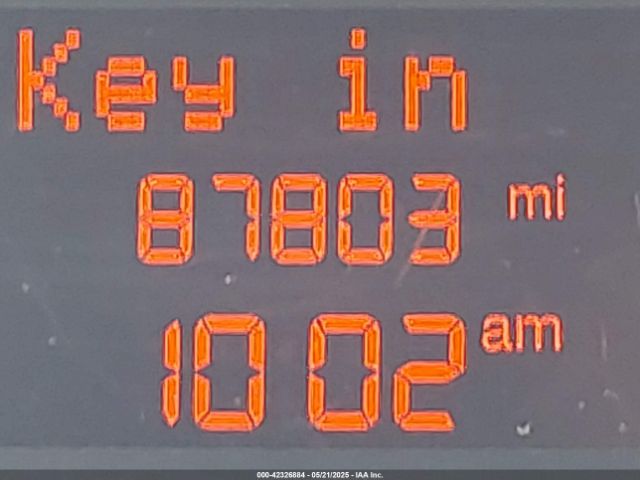 Key in
87803 mi
10 02 am
000-42326884 - 05/21/2025 - IAA Inc.